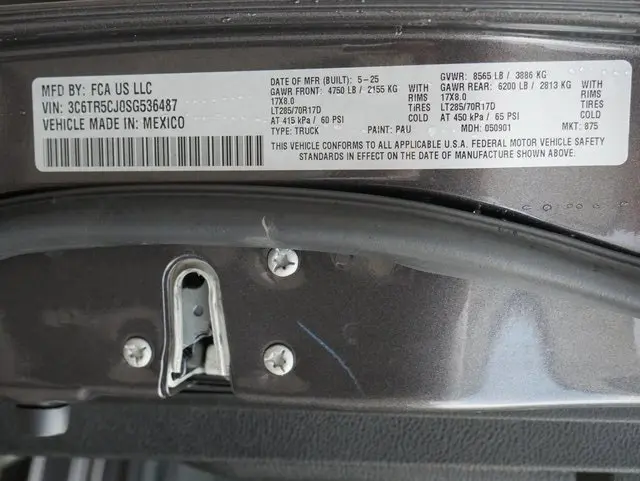 MFD BY: FCA US LLC
VIN: 3C6TR5CJ0SG536487
VEHICLE MADE IN: MEXICO
DATE OF MFR (BUILT): 5-25
GAWR FRONT: 4750 LB / 2155 KG WITH
17X8.0 RIMS
LT285/70R17D TIRES
AT 415 kPa / 60 PSI COLD
TYPE: TRUCK PAINT: PAU
GVWR: 8565 LB / 3886 KG
GAWR REAR: 6200 LB / 2813 KG WITH
17X8.0 RIMS
LT285/70R17D TIRES
AT 450 kPa / 65 PSI COLD
MDH: 050901 MKT: 875
THIS VEHICLE CONFORMS TO ALL APPLICABLE U.S.A. FEDERAL MOTOR VEHICLE SAFETY
STANDARDS IN EFFECT ON THE DATE OF MANUFACTURE SHOWN ABOVE.